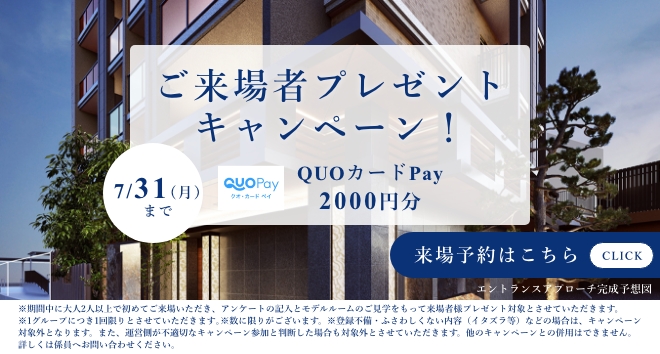 ご来場者プレゼント
キャンペーン！
7/31（月）
まで
QUO Pay
クオ・カード ペイ
QUOカードPay
2000円分
来場予約はこちら
CLICK
エントランスアプローチ完成予想図
※期間中に大人2人以上で初めてご来場いただき、アンケートの記入とモデルルームのご見学をもって来場者様プレゼント対象とさせていただきます。
※1グループにつき1回限りとさせていただきます。※数に限りがございます。※登録不備・ふさわしくない内容（イタズラ等）などの場合は、キャンペーン
対象外となります。また、運営側が不適切なキャンペーン参加と判断した場合も対象外とさせていただきます。他のキャンペーンとの併用はできません。
詳しくは係員へお問い合わせください。